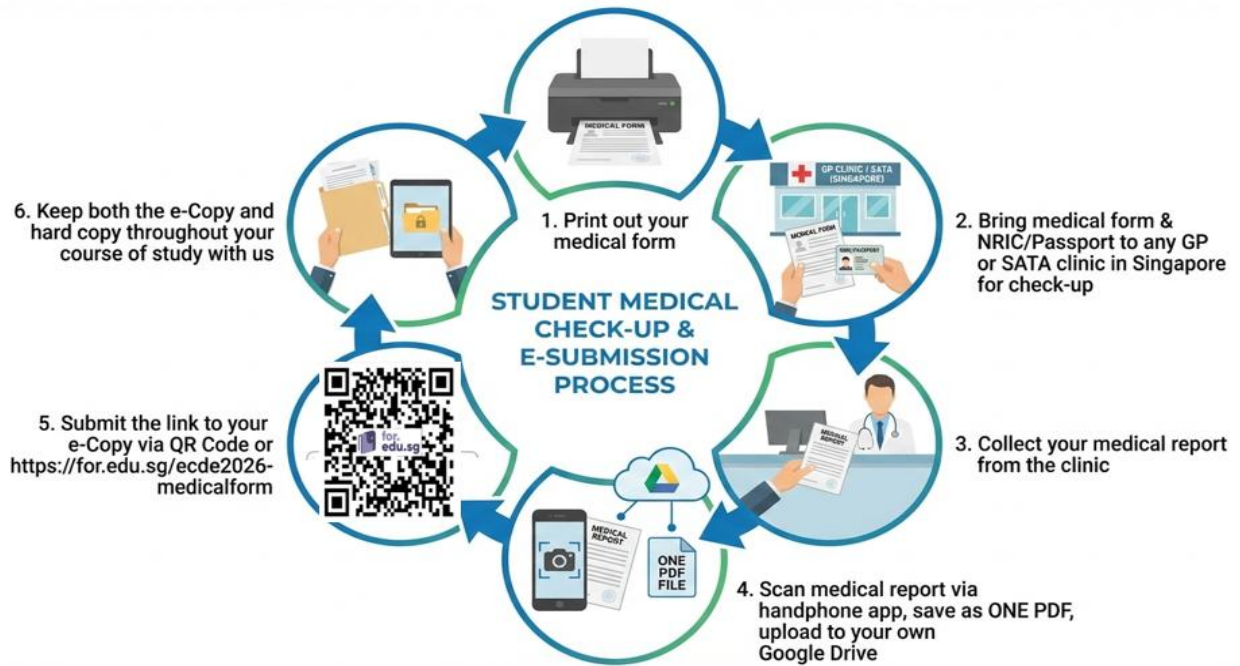 MEDICAL FORM
1. Print out your
medical form
GP CLINIC / SATA
(SINGAPORE)
MEDICAL FORM
2. Bring medical form &
NRIC/Passport to any GP
or SATA clinic in Singapore
for check-up
MEDICAL
REPORT
3. Collect your medical report
from the clinic
MEDICAL
REPORT
ONE
PDF
FILE
4. Scan medical report via
handphone app, save as ONE PDF,
upload to your own
Google Drive
for.
edu.sg
5. Submit the link to your
e-Copy via QR Code or
https://for.edu.sg/ecde2026-
medicalform
6. Keep both the e-Copy and
hard copy throughout your
course of study with us
STUDENT MEDICAL
CHECK-UP &
E-SUBMISSION
PROCESS